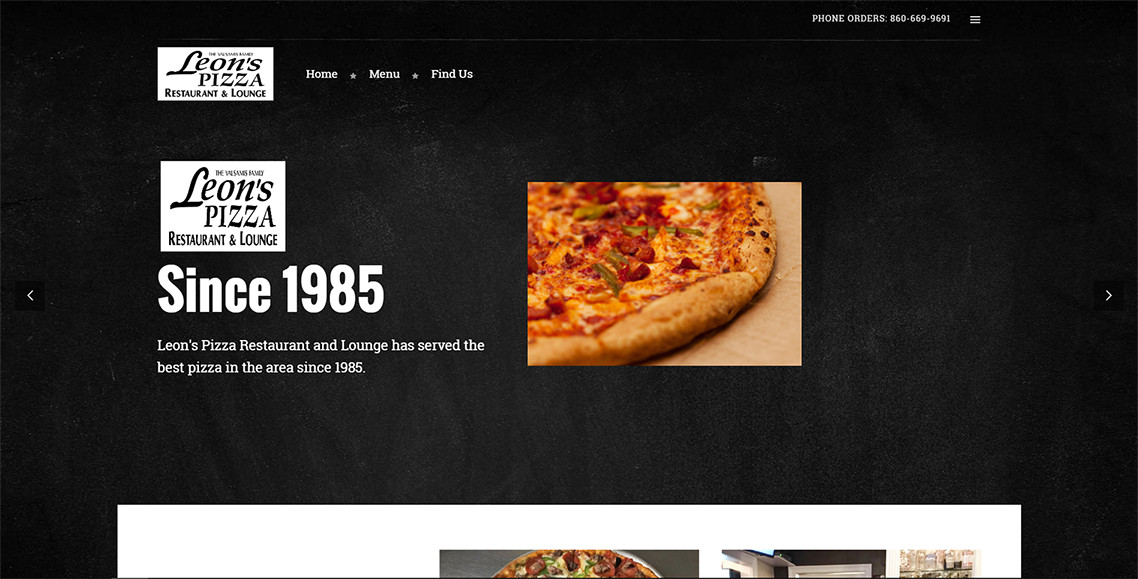 PHONE ORDERS: 860-669-9691
THE VALSAMIS FAMILY
Leon's
PIZZA
RESTAURANT & LOUNGE
Home
Menu
Find Us
THE VALSAMIS FAMILY
Leon's
PIZZA
RESTAURANT & LOUNGE
Since 1985
Leon's Pizza Restaurant and Lounge has served the
best pizza in the area since 1985.